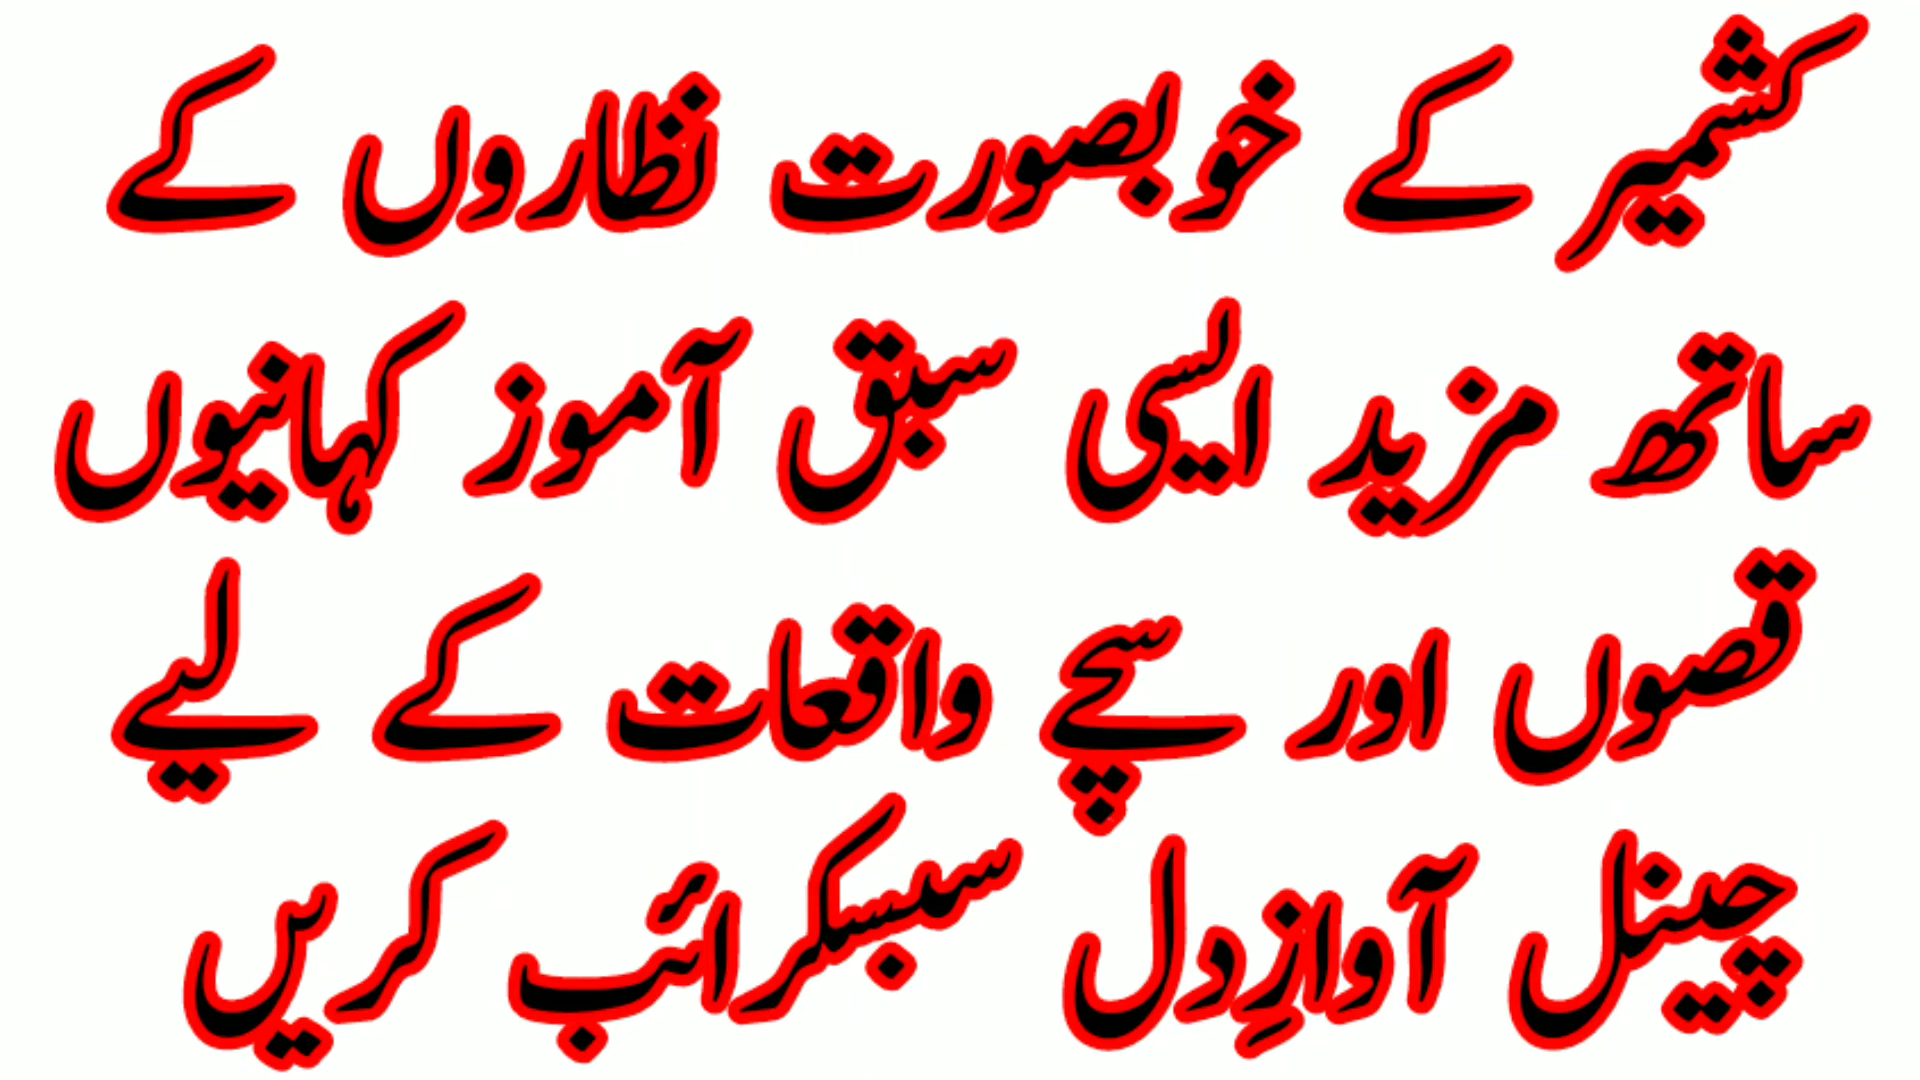 کشمیر کے خوبصورت نظاروں کے
ساتھ مزید ایسی سبق آموز کہانیوں
قصوں اور سچے واقعات کے لیے
چینل آوازِدل سبسکرائب کریں